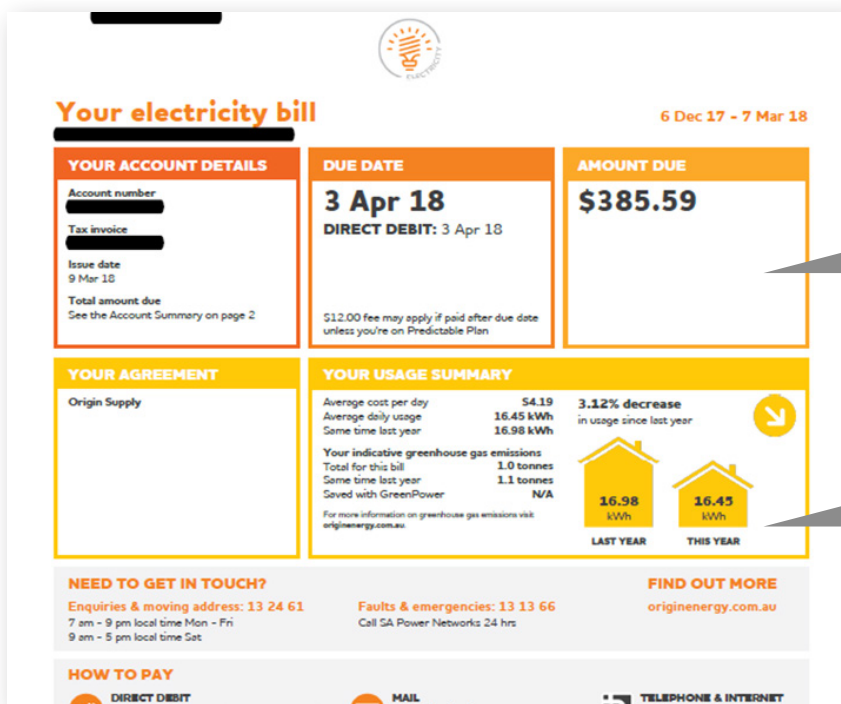 ELECTRICITY
Your electricity bill
6 Dec 17 - 7 Mar 18
YOUR ACCOUNT DETAILS
Account number
Tax invoice
Issue date
9 Mar 18
Total amount due
See the Account Summary on page 2
DUE DATE
3 Apr 18
DIRECT DEBIT: 3 Apr 18
$12.00 fee may apply if paid after due date
unless you're on Predictable Plan
AMOUNT DUE
$385.59
YOUR AGREEMENT
Origin Supply
YOUR USAGE SUMMARY
Average cost per day $4.19
Average daily usage 16.45 kWh
Same time last year 16.98 kWh
Your indicative greenhouse gas emissions
Total for this bill 1.0 tonnes
Same time last year 1.1 tonnes
Saved with GreenPower N/A
For more information on greenhouse gas emissions visit
originenergy.com.au.
3.12% decrease
in usage since last year
16.98 kWh
LAST YEAR
16.45 kWh
THIS YEAR
NEED TO GET IN TOUCH?
Enquiries & moving address: 13 24 61
7 am - 9 pm local time Mon - Fri
9 am - 5 pm local time Sat
Faults & emergencies: 13 13 66
Call SA Power Networks 24 hrs
FIND OUT MORE
originenergy.com.au
HOW TO PAY
DIRECT DEBIT
MAIL
TELEPHONE & INTERNET